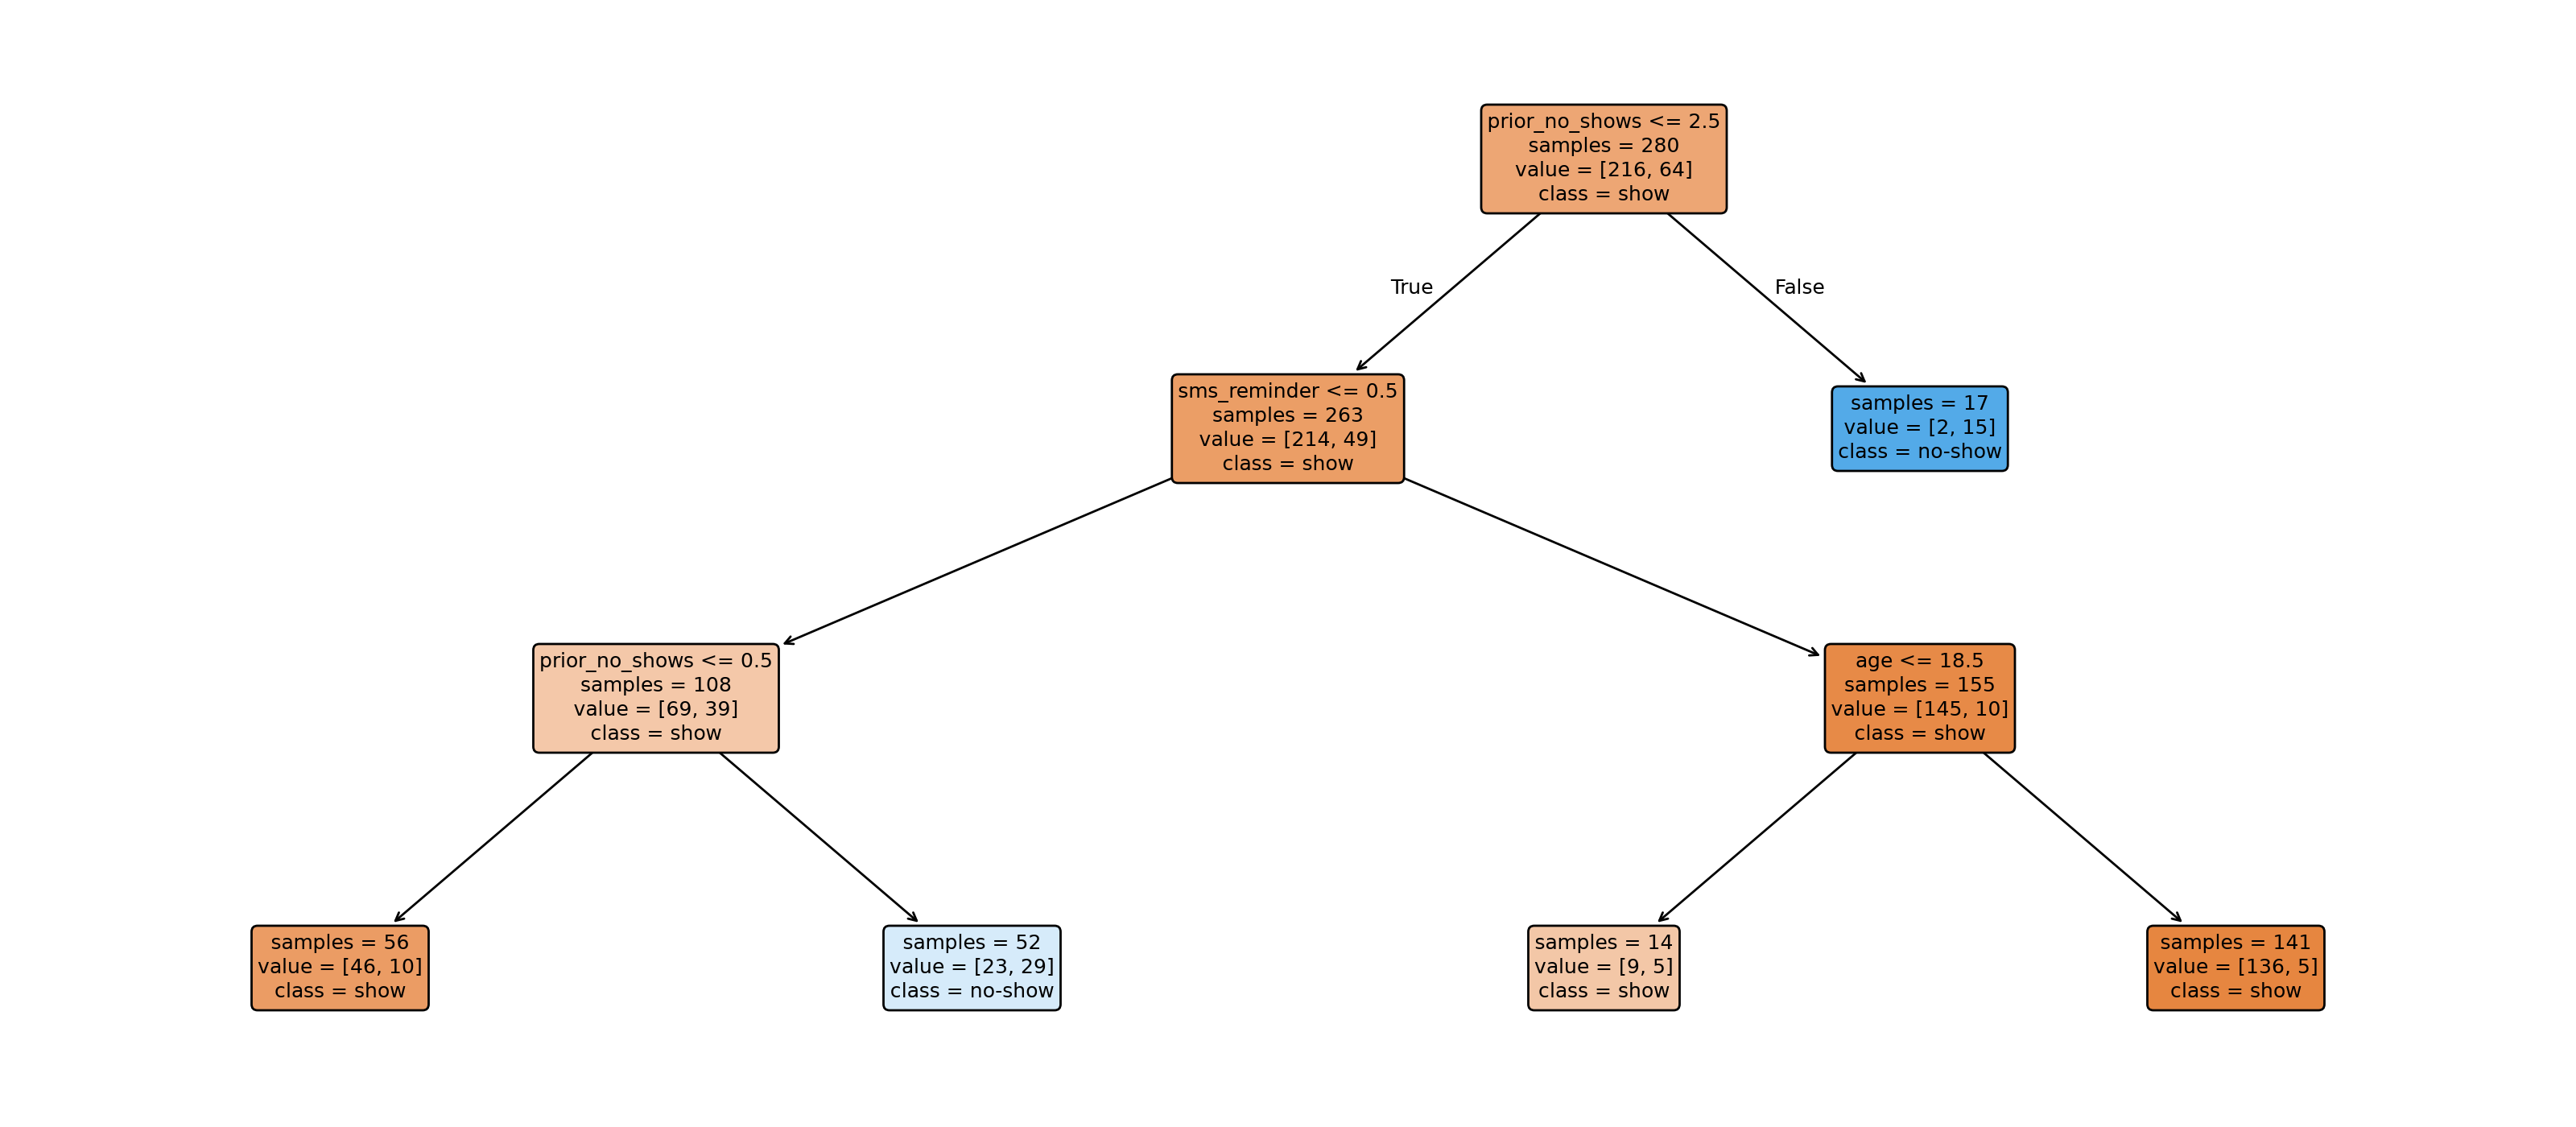 prior_no_shows <= 2.5
samples = 280
value = [216, 64]
class = show
True
False
sms_reminder <= 0.5
samples = 263
value = [214, 49]
class = show
samples = 17
value = [2, 15]
class = no-show
prior_no_shows <= 0.5
samples = 108
value = [69, 39]
class = show
age <= 18.5
samples = 155
value = [145, 10]
class = show
samples = 56
value = [46, 10]
class = show
samples = 52
value = [23, 29]
class = no-show
samples = 14
value = [9, 5]
class = show
samples = 141
value = [136, 5]
class = show